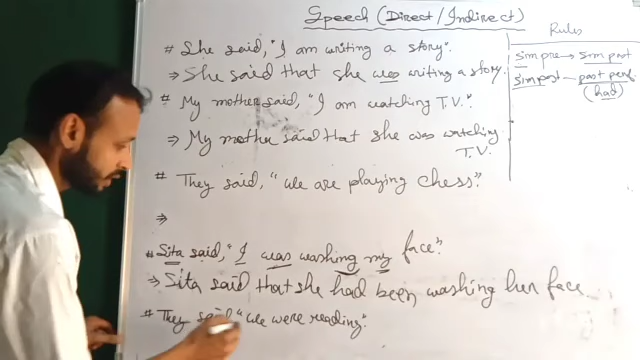 Speech (Direct/Indirect)
# She said, "I am writing a story".
⇒ She said that she was writing a story.
# My mother said, "I am watching T.V."
⇒ My mother said that she was watching
T.V.
# They said, "We are playing chess."
⇒
# Sita said, "I was washing my face."
⇒ Sita said that she had been washing her face.
# They said "We were reading".
Rules
Sim pre → Sim past
Sim past — past perf.
(had)